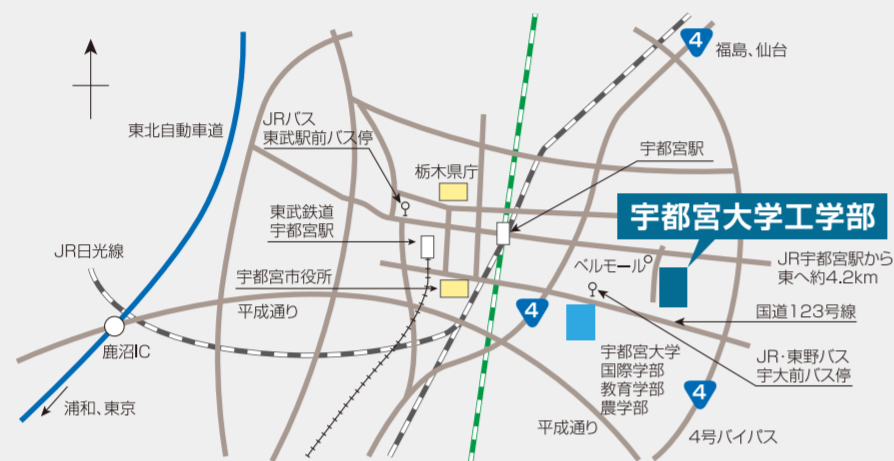 4
福島、仙台
東北自動車道
JRバス
東武駅前バス停
栃木県庁
宇都宮駅
東武鉄道
宇都宮駅
宇都宮大学工学部
JR日光線
ベルモール
JR宇都宮駅から
東へ約4.2km
宇都宮市役所
平成通り
4
国道123号線
鹿沼IC
宇都宮大学
国際学部
教育学部
農学部
JR・東野バス
宇大前バス停
4
浦和、東京
平成通り
4号バイパス